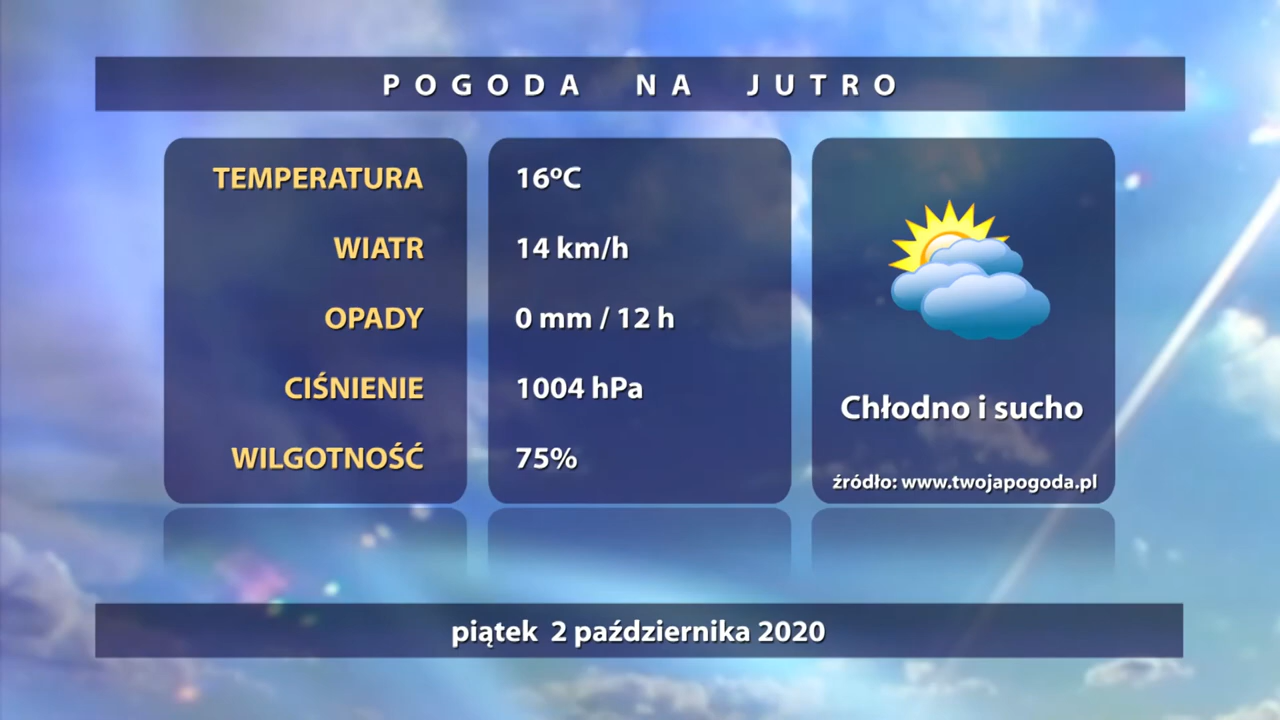 POGODA NA JUTRO
TEMPERATURA 16ºC
WIATR 14 km/h
OPADY 0 mm / 12 h
CIŚNIENIE 1004 hPa
WILGOTNOŚĆ 75%
Chłodno i sucho
źródło: www.twojapogoda.pl
piątek 2 października 2020